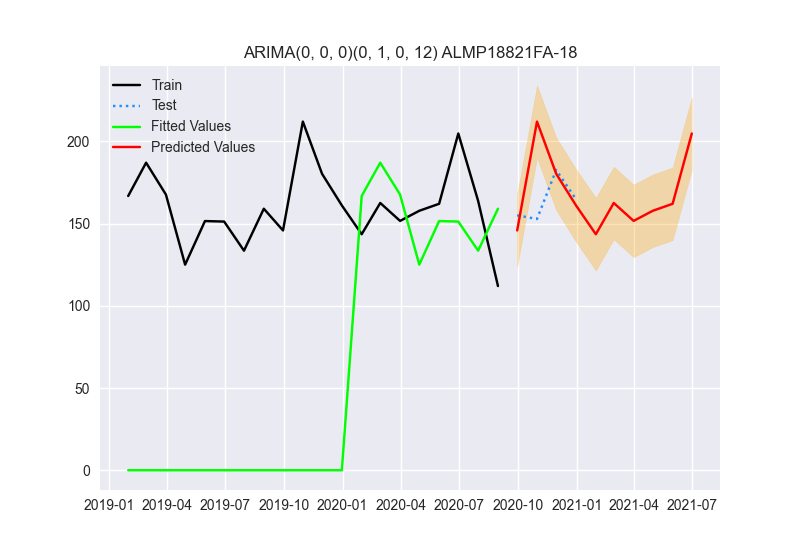 ARIMA(0, 0, 0)(0, 1, 0, 12) ALMP18821FA-18
Train
Test
Fitted Values
Predicted Values
200
150
100
50
0
2019-01 2019-04 2019-07 2019-10 2020-01 2020-04 2020-07 2020-10 2021-01 2021-04 2021-07